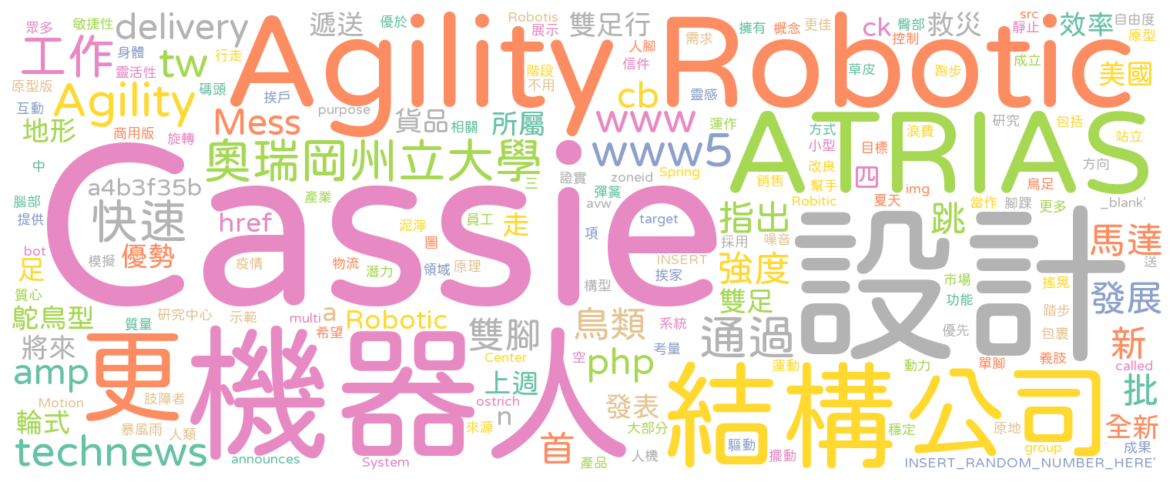 眾多 敏捷性 delivery 遞送 優於 Robotis 雙足行 ck 救災 src 效率 自由度
工作 身體 Agility Robotic 展示 人腳 需求 擁有 概念 更佳 臀部 控制 靜止 原型
靈活性 tw 行走 階段 信件 草皮 跑步 成立 美國
原型版 Agility 碼頭 挨戶 不用 cb 靈感
互動 purpose 貨品 相關 所屬 www 運作 方式 浪費 研究 包括
地形 商用版 旋轉 Mess 小型 目標 站立
中 奧瑞岡州立大學 三 證實 zoneid www5 Spring ATRIAS 改良 四 鳥足 方向
腦部 a4b3f35b 產業 彈簧 avw 銷售 幫手 img 夏天 當作 腳踝 更多 _blank'
提供 快速 href 泥濘 員工 走 項 target 指出 Robitic 跳
bot 優勢 Cassie 圖 採用 噪音 設計 馬達
足 模擬 疫情 物流 潛力 領域 原理 INSERT 挨家 強度 送
質心 構型 市場 搖晃 發展
鴕鳥型 質量 研究中心 示範 multi a 希望 Robotic 鳥類 系統 雙足 功能 踏步
將來 更 機器人 雙腳 Center 空 考量 通過 優先 包裹 新
amp 肢障者 上週 php 運動 動力 單腳 義肢 called
Motion ostrich n 發表 結構 公司 批
輪式 暴風雨 人類 來源 大部分 穩定 原地 全新
technews announces System 首 產品 人機 驅動 擺動 group 成果
INSERT_RANDOM_NUMBER_HERE'